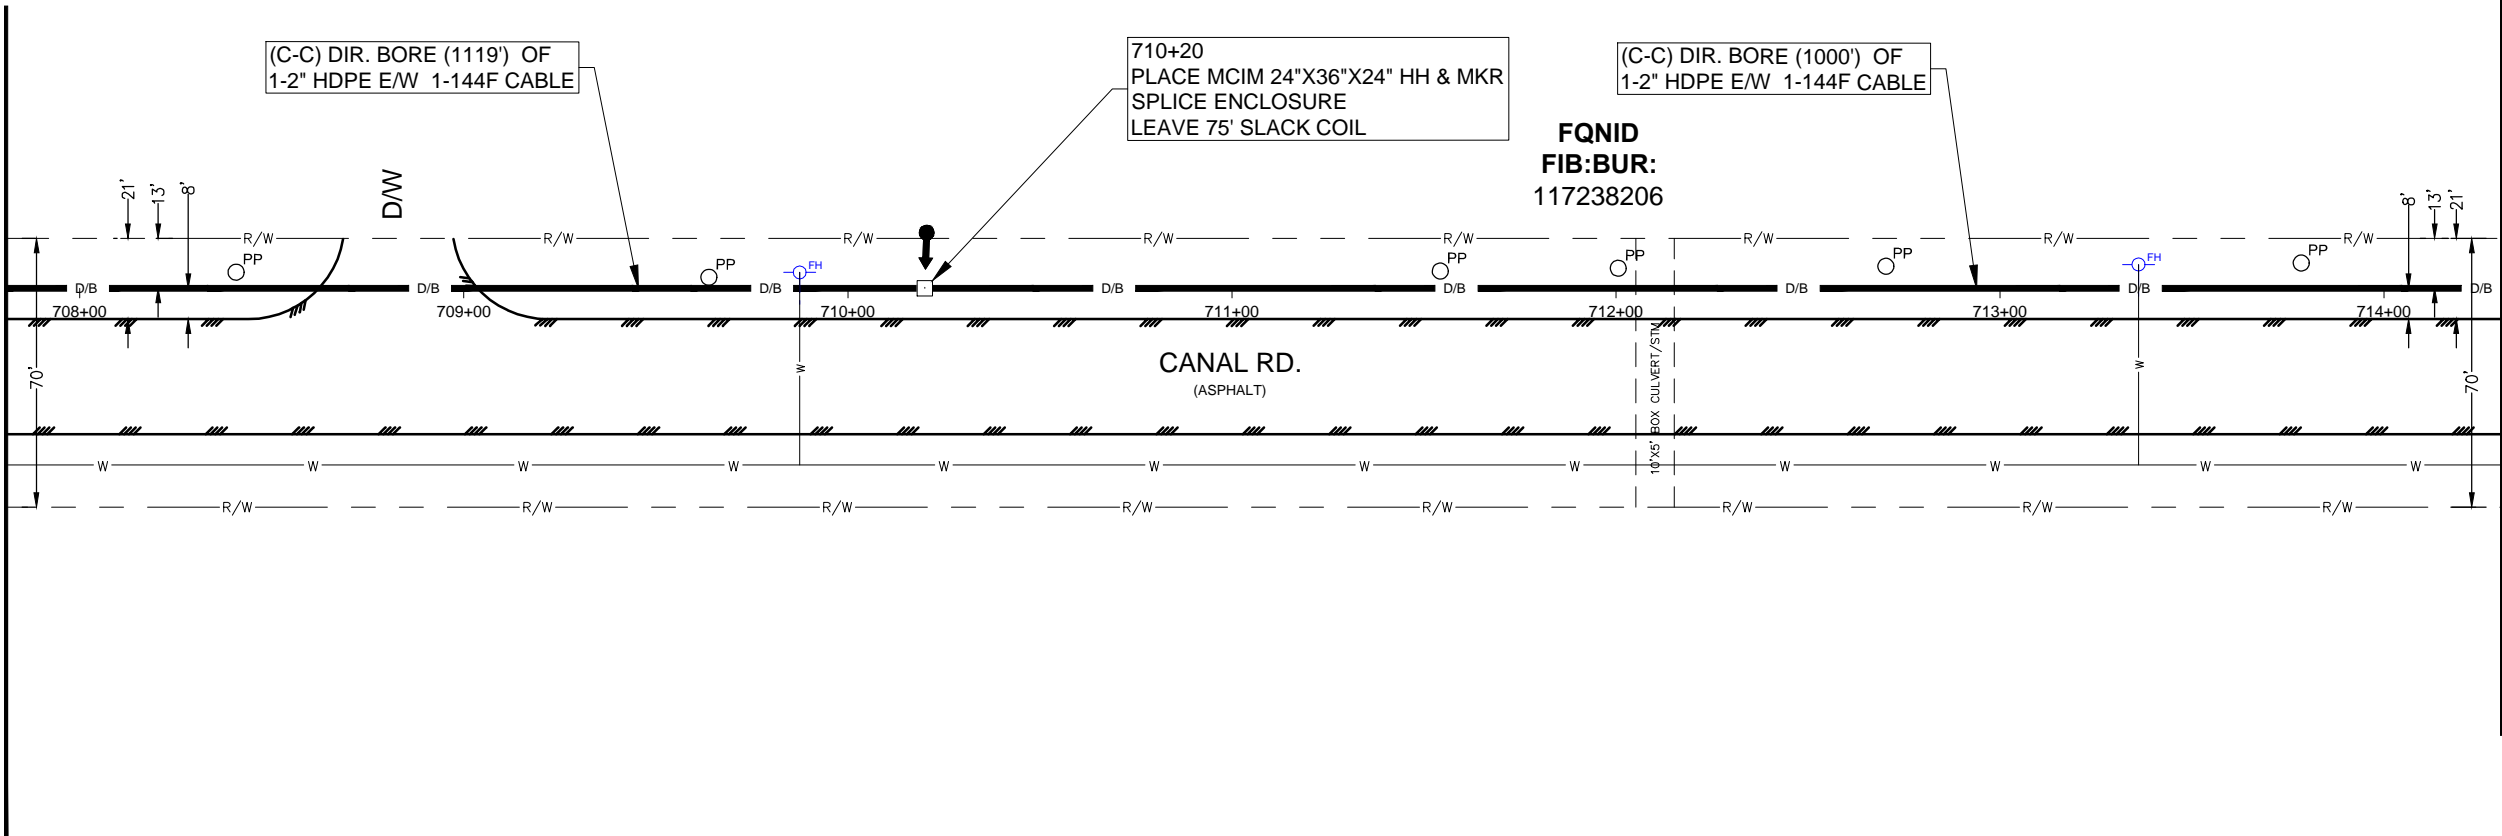 (C-C) DIR. BORE (1119') OF
1-2" HDPE E/W 1-144F CABLE
710+20
PLACE MCIM 24"X36"X24" HH & MKR
SPLICE ENCLOSURE
LEAVE 75' SLACK COIL
(C-C) DIR. BORE (1000') OF
1-2" HDPE E/W 1-144F CABLE
FQNID
FIB:BUR:
117238206
21' 13' 8'
D/W
8' 13' 21'
R/W R/W R/W R/W R/W R/W R/W R/W
PP PP FH PP PP PP FH PP
D/B D/B D/B D/B D/B D/B D/B D/B
708+00 709+00 710+00 711+00 712+00 713+00 714+00
70' W W 70'
CANAL RD.
(ASPHALT)
10'X5' BOX CULVERT/STM
W W W W W W W W W W W W
R/W R/W R/W R/W R/W R/W R/W R/W